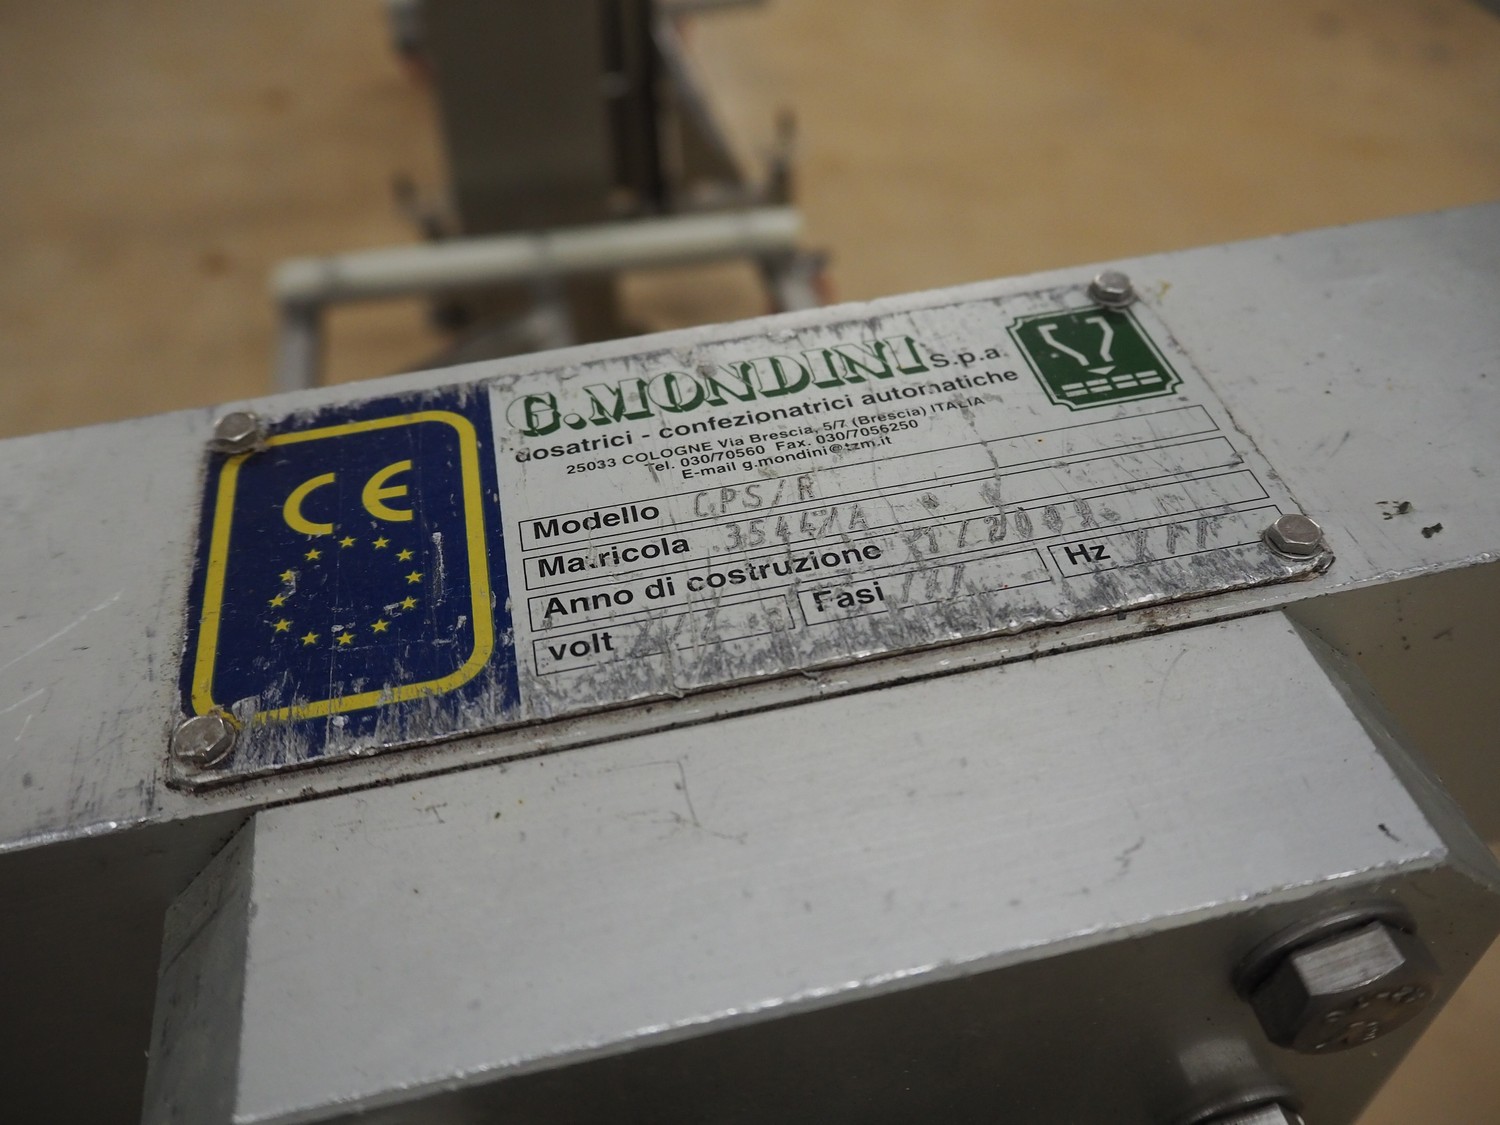 CE
G.MONDINI s.p.a.
dosatrici - confezionatrici automatiche
25033 COLOGNE Via Brescia, 5/7 (Brescia) ITALIA
Tel. 030/70560 Fax. 030/7056250
E-mail g.mondini@tzm.it
Modello CPS/R
Matricola
Anno di costruzione
volt
Fasi
Hz